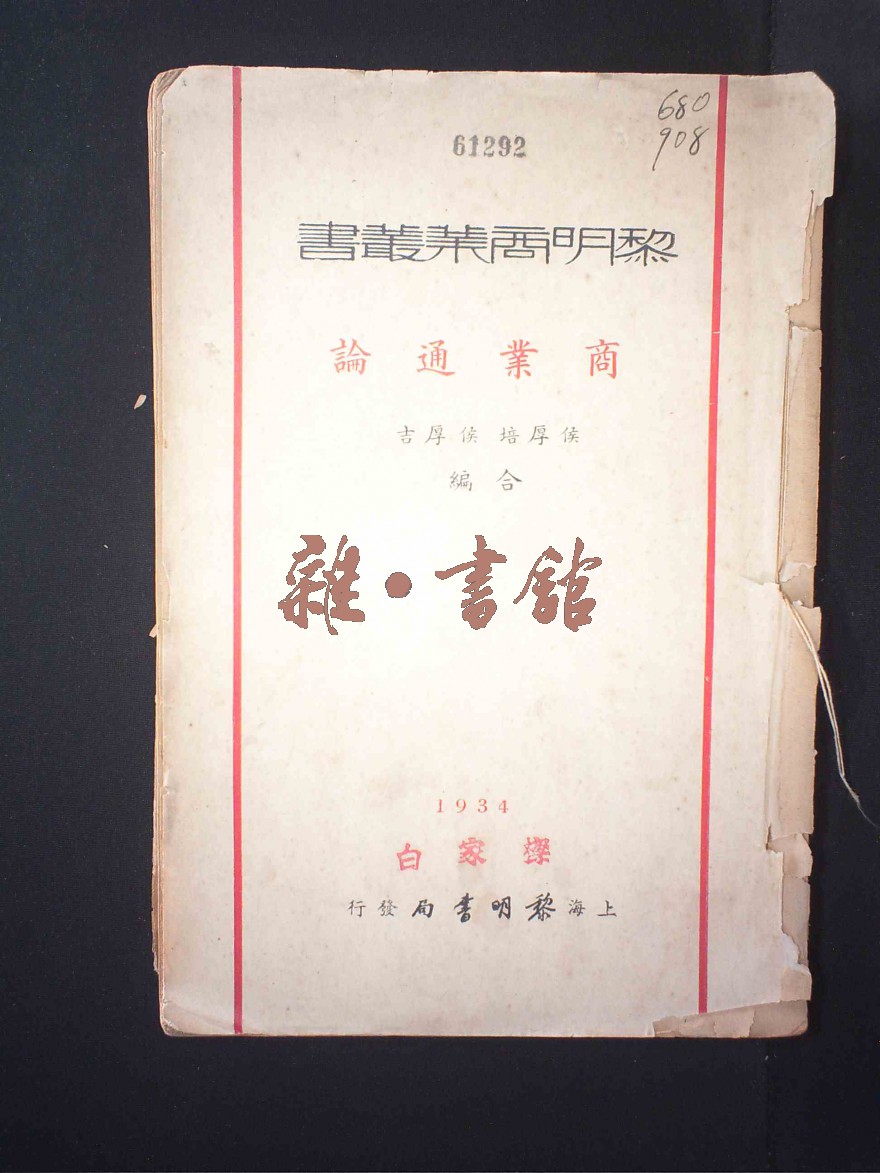 680
908
61292
黎明商業叢書
商業通論
侯厚培 侯厚吉
合編
雜·書館
1934
白家樑
上海黎明書局發行